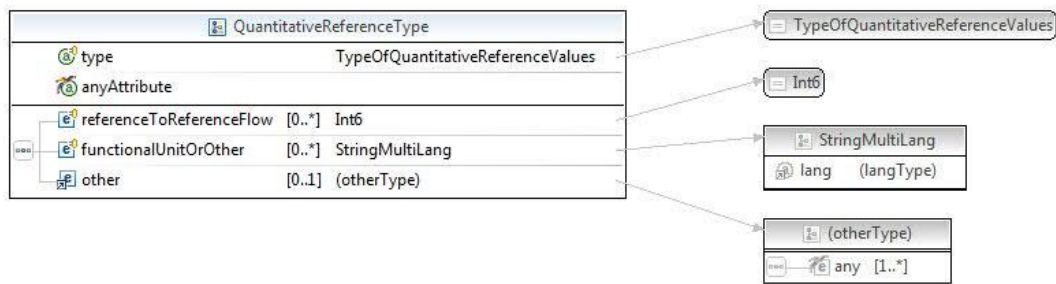 QuantitativeReferenceType
type TypeOfQuantitativeReferenceValues
anyAttribute
referenceToReferenceFlow [0..*] Int6
functionalUnitOrOther [0..*] StringMultiLang
other [0..1] (otherType)
TypeOfQuantitativeReferenceValues
Int6
StringMultiLang
lang (langType)
(otherType)
any [1..*]